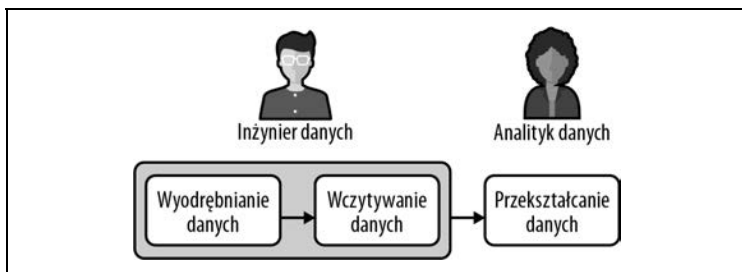 Inżynier danych
Analityk danych
Wyodrębnianie
danych
Wczytywanie
danych
Przekształcanie
danych